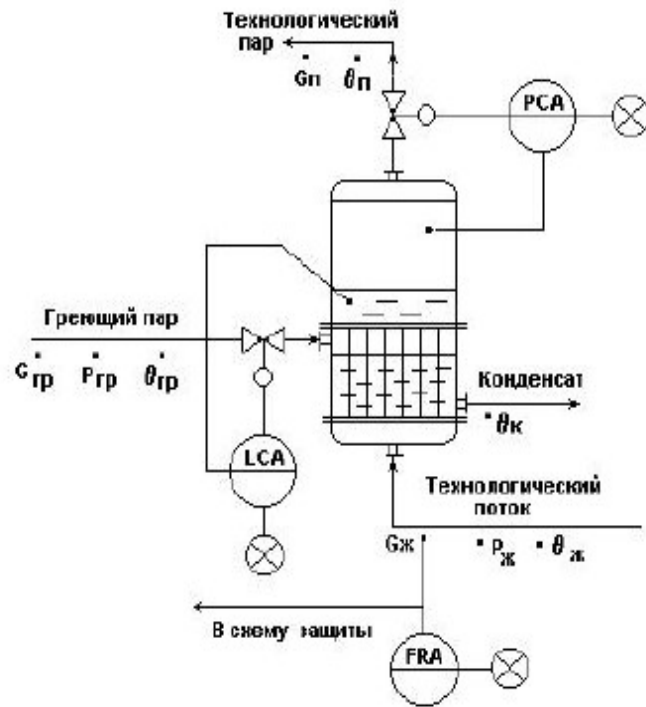 Технологический
пар
Gп θп
PCA
Греющий пар
Gгр Pгр θгр
Конденсат
θк
LCA
Технологический
поток
Gж Pж θж
В схему защиты
FRA